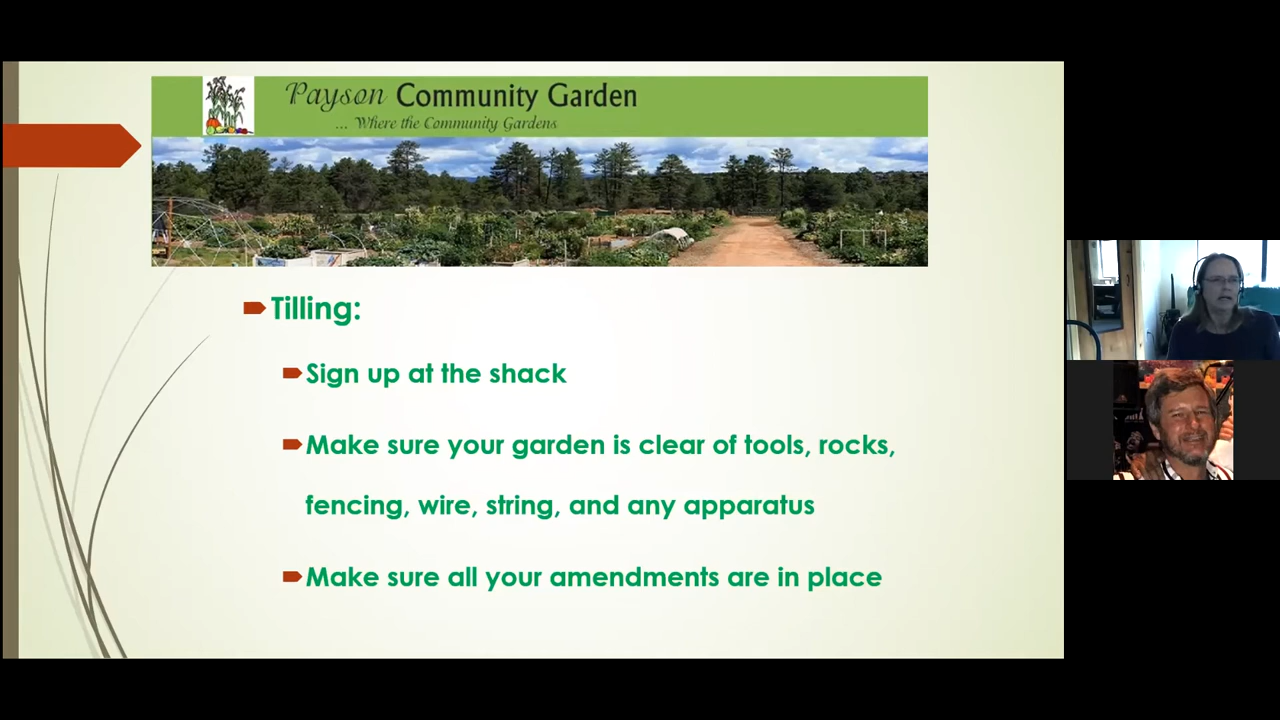 Payson Community Garden
... Where the Community Gardens
Tilling:
Sign up at the shack
Make sure your garden is clear of tools, rocks,
fencing, wire, string, and any apparatus
Make sure all your amendments are in place